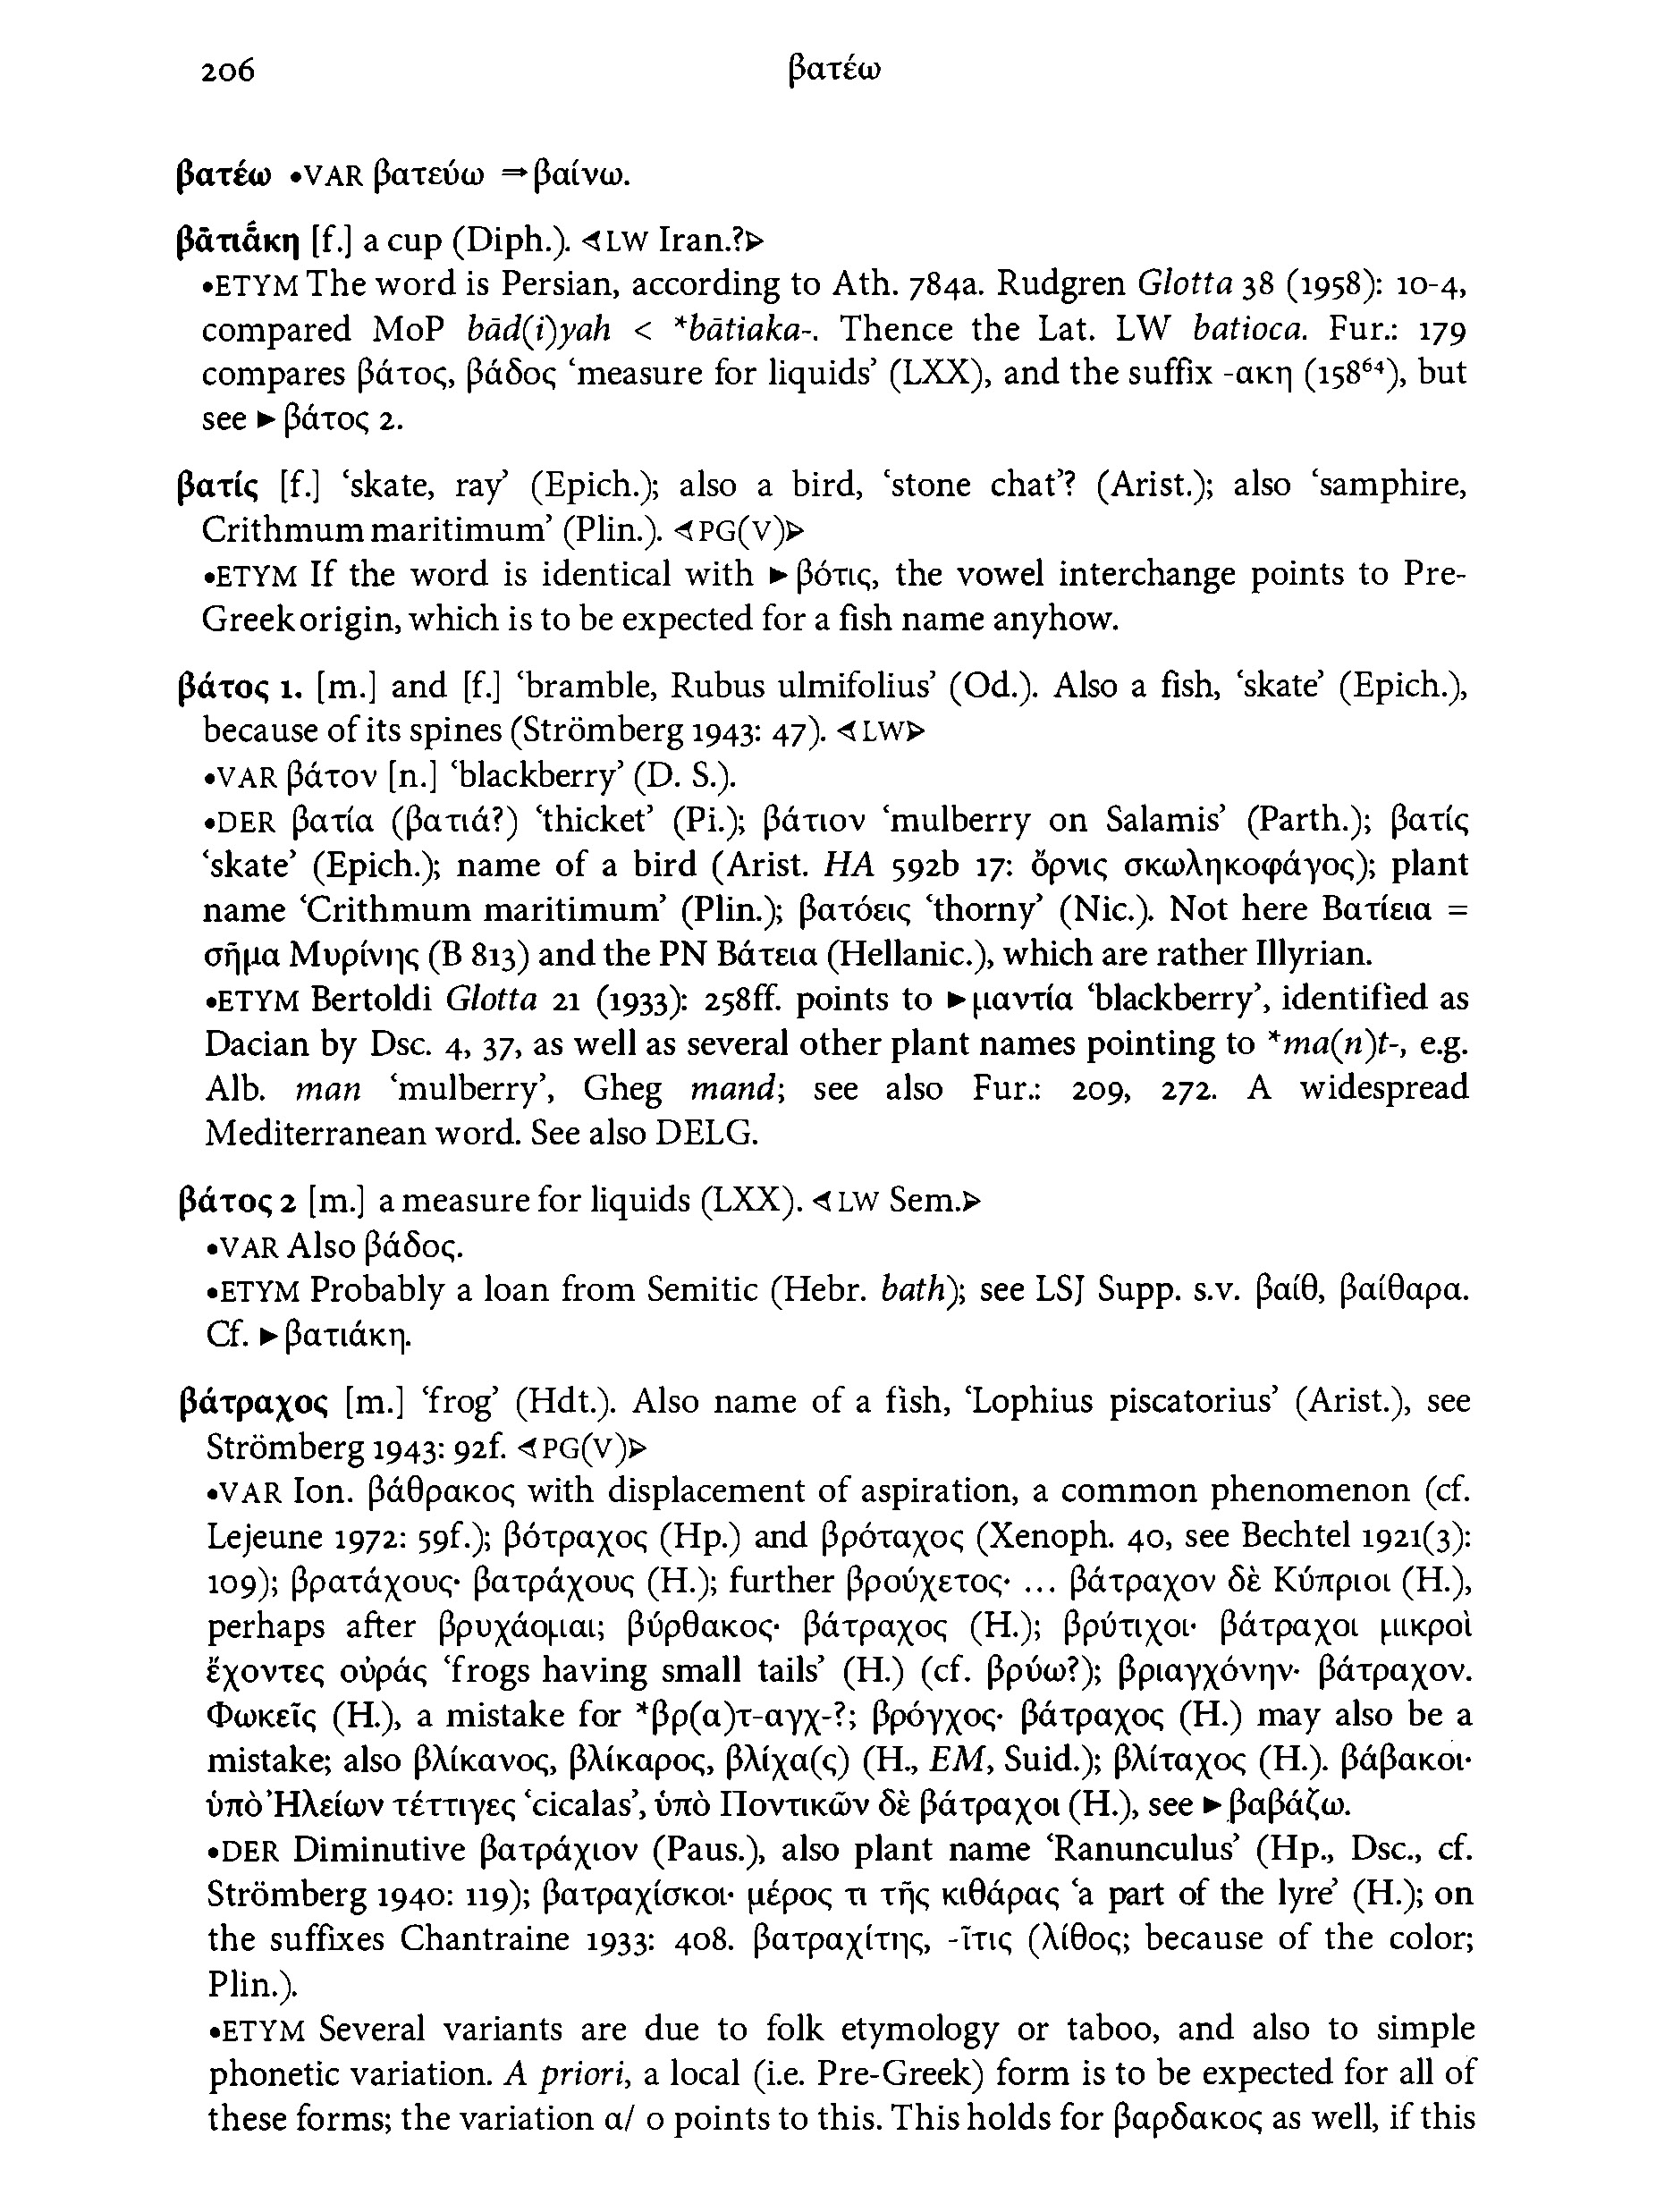 206 βατέω
βατέω •VAR βατεύω ⇒βαίνω.
βᾱτιᾰ́κη [f.] a cup (Diph.). ◁LW Iran.?▷
•ETYM The word is Persian, according to Ath. 784a. Rudgren Glotta 38 (1958): 10-4,
compared MoP bād(i)yah < *bātiaka-. Thence the Lat. LW batioca. Fur.: 179
compares βάτος, βάδος ‘measure for liquids’ (LXX), and the suffix -ακη (158⁶⁴), but
see ►βάτος 2.
βατίς [f.] ‘skate, ray’ (Epich.); also a bird, ‘stone chat’? (Arist.); also ‘samphire,
Crithmum maritimum’ (Plin.). ◁PG(V)▷
•ETYM If the word is identical with ►βότις, the vowel interchange points to Pre-
Greek origin, which is to be expected for a fish name anyhow.
βάτος 1. [m.] and [f.] ‘bramble, Rubus ulmifolius’ (Od.). Also a fish, ‘skate’ (Epich.),
because of its spines (Strömberg 1943: 47). ◁LW▷
•VAR βάτον [n.] ‘blackberry’ (D. S.).
•DER βατία (βατιά?) ‘thicket’ (Pi.); βάτιον ‘mulberry on Salamis’ (Parth.); βατίς
‘skate’ (Epich.); name of a bird (Arist. HA 592b 17: ὄρνις σκωληκοφάγος); plant
name ‘Crithmum maritimum’ (Plin.); βατόεις ‘thorny’ (Nic.). Not here Βατίεια =
σῆμα Μυρίνης (Β 813) and the PN Βάτεια (Hellanic.), which are rather Illyrian.
•ETYM Bertoldi Glotta 21 (1933): 258ff. points to ►μαντία ‘blackberry’, identified as
Dacian by Dsc. 4, 37, as well as several other plant names pointing to *ma(n)t-, e.g.
Alb. man ‘mulberry’, Gheg mand; see also Fur.: 209, 272. A widespread
Mediterranean word. See also DELG.
βάτος 2 [m.] a measure for liquids (LXX). ◁LW Sem.▷
•VAR Also βάδος.
•ETYM Probably a loan from Semitic (Hebr. bath); see LSJ Supp. s.v. βαίθ, βαίθαρα.
Cf. ►βατιάκη.
βάτραχος [m.] ‘frog’ (Hdt.). Also name of a fish, ‘Lophius piscatorius’ (Arist.), see
Strömberg 1943: 92f. ◁PG(V)▷
•VAR Ion. βάθρακος with displacement of aspiration, a common phenomenon (cf.
Lejeune 1972: 59f.); βότραχος (Hp.) and βρόταχος (Xenoph. 40, see Bechtel 1921(3):
109); βρατάχους· βατράχους (H.); further βρούχετος· ... βάτραχον δὲ Κύπριοι (H.),
perhaps after βρυχάομαι; βύρθακος· βάτραχος (H.); βρύτιχοι· βάτραχοι μικροὶ
ἔχοντες οὐράς ‘frogs having small tails’ (H.) (cf. βρύω?); βριαγχόνην· βάτραχον.
Φωκεῖς (H.), a mistake for *βρ(α)τ-αγχ-?; βρόγχος· βάτραχος (H.) may also be a
mistake; also βλίκανος, βλίκαρος, βλίχα(ς) (H., EM, Suid.); βλίταχος (H.). βάβακοι·
ὑπὸ Ἠλείων τέττιγες ‘cicalas’, ὑπὸ Ποντικῶν δὲ βάτραχοι (H.), see ►βαβάζω.
•DER Diminutive βατράχιον (Paus.), also plant name ‘Ranunculus’ (Hp., Dsc., cf.
Strömberg 1940: 119); βατραχίσκοι· μέρος τι τῆς κιθάρας ‘a part of the lyre’ (H.); on
the suffixes Chantraine 1933: 408. βατραχίτης, -ῖτις (λίθος; because of the color;
Plin.).
•ETYM Several variants are due to folk etymology or taboo, and also to simple
phonetic variation. A priori, a local (i.e. Pre-Greek) form is to be expected for all of
these forms; the variation α/ ο points to this. This holds for βαρδακος as well, if this